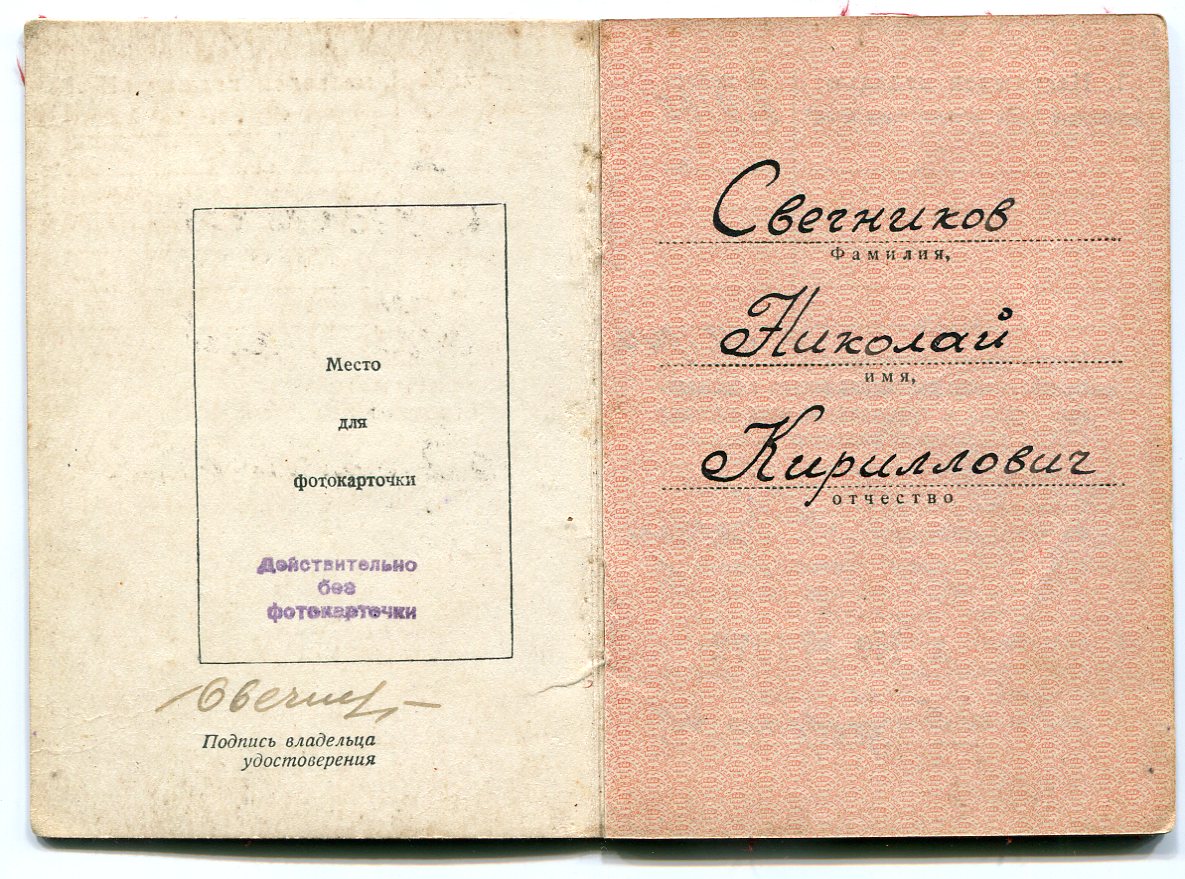 Место
для
фотокарточки
Действительно
без
фотокарточки
Подпись владельца
удостоверения
Свечников
Фамилия,
Николай
имя,
Кириллович
отчество